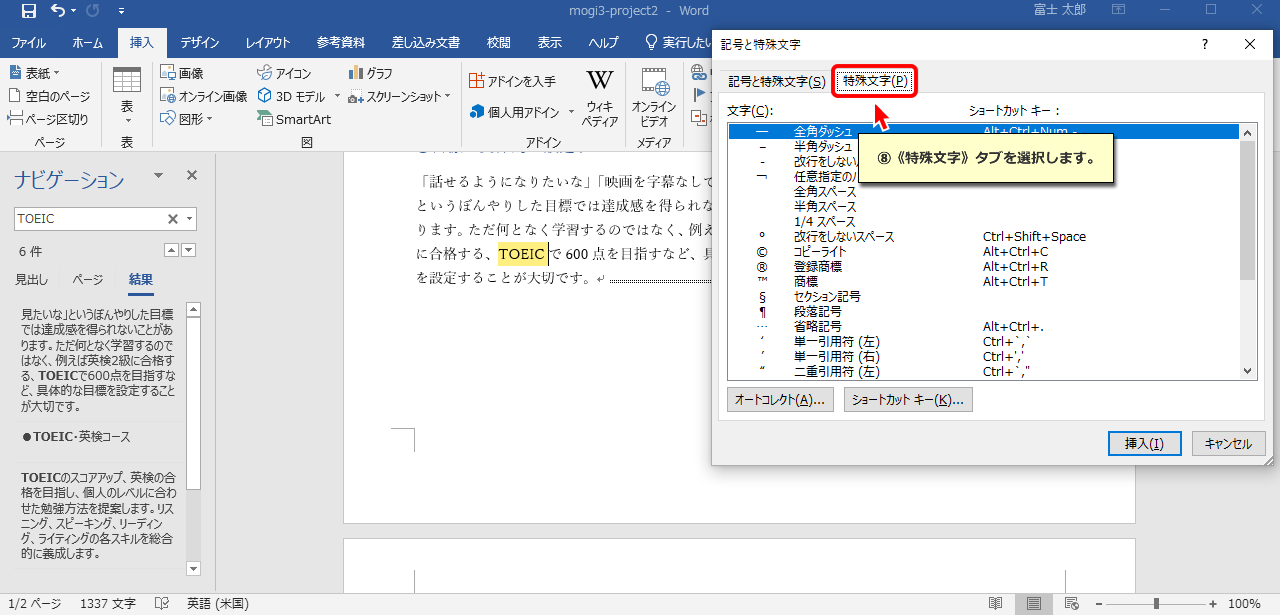 mogi3-project2 - Word
富士 太郎
ファイル ホーム 挿入 デザイン レイアウト 参考資料 差し込み文書 校閲 表示 ヘルプ 実行したい
表紙
空白のページ
ページ区切り
ページ
表
表
画像
オンライン画像
図形
アイコン
3D モデル
SmartArt
グラフ
スクリーンショット
図
アドインを入手
個人用アドイン
ウィキ
ペディア
アドイン
オンライン
ビデオ
メディア
ナビゲーション
TOEIC
6 件
見出し ページ 結果
見たいな」というぼんやりした目標
では達成感を得られないことがあ
ります。ただ何となく学習するので
はなく、例えば英検2級に合格す
る、TOEICで600点を目指すな
ど、具体的な目標を設定すること
が大切です。
●TOEIC・英検コース
TOEICのスコアアップ、英検の合
格を目指し、個人のレベルに合わ
せた勉強方法を提案します。リス
ニング、スピーキング、リーディン
グ、ライティングの各スキルを総合
的に養成します。
「話せるようになりたいな」「映画を字幕なしで
というぼんやりした目標では達成感を得られな
ります。ただ何となく学習するのではなく、例え
に合格する、TOEIC で 600 点を目指すなど、具
を設定することが大切です。
記号と特殊文字
? ×
記号と特殊文字(S) 特殊文字(P)
文字(C): ショートカット キー:
— 全角ダッシュ Alt+Ctrl+Num -
– 半角ダッシュ
- 改行をしない
¬ 任意指定の
全角スペース
半角スペース
1/4 スペース
° 改行をしないスペース Ctrl+Shift+Space
© コピーライト Alt+Ctrl+C
® 登録商標 Alt+Ctrl+R
™ 商標 Alt+Ctrl+T
§ セクション記号
¶ 段落記号
… 省略記号 Alt+Ctrl+.
‘ 単一引用符 (左) Ctrl+`,`
’ 単一引用符 (右) Ctrl+','
“ 二重引用符 (左) Ctrl+`,"
⑧《特殊文字》タブを選択します。
オートコレクト(A)... ショートカット キー(K)...
挿入(I) キャンセル
1/2 ページ 1337 文字 英語 (米国) 100%